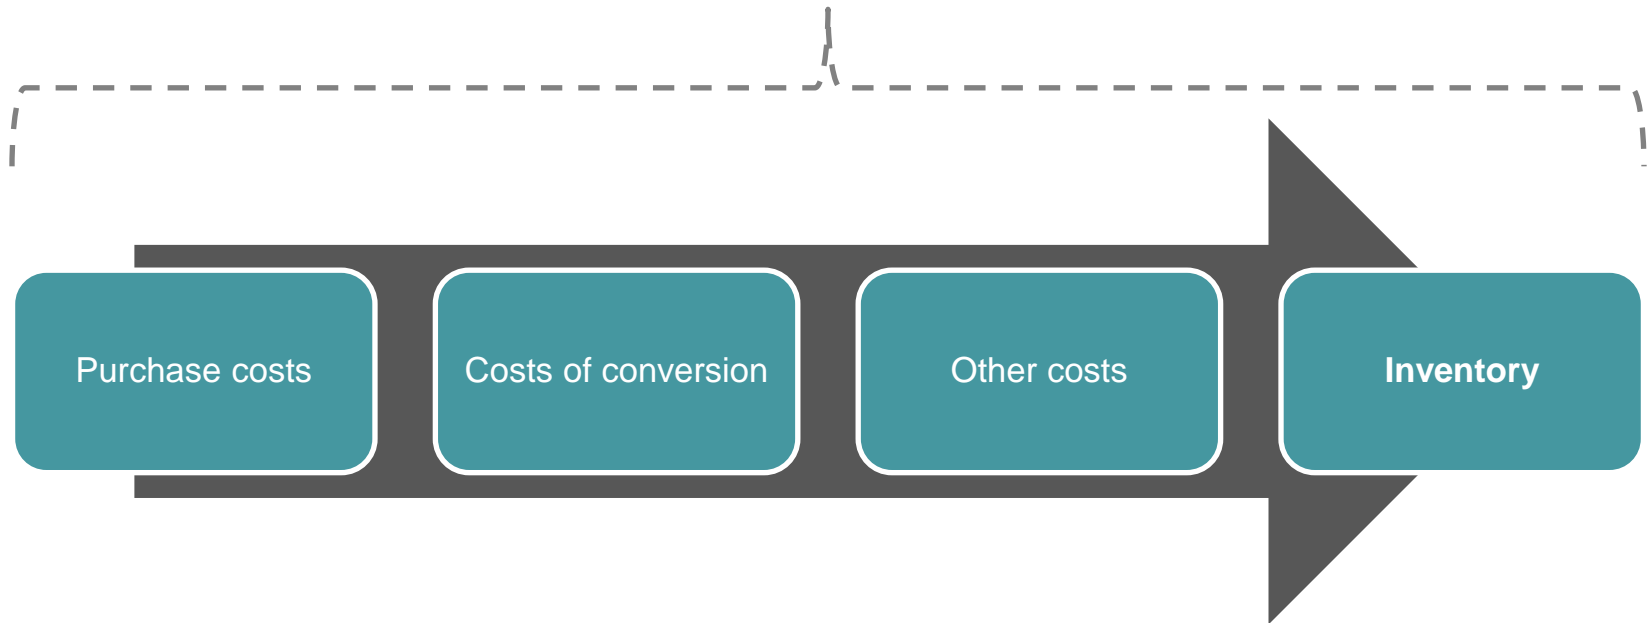 Purchase costs
Costs of conversion
Other costs
Inventory